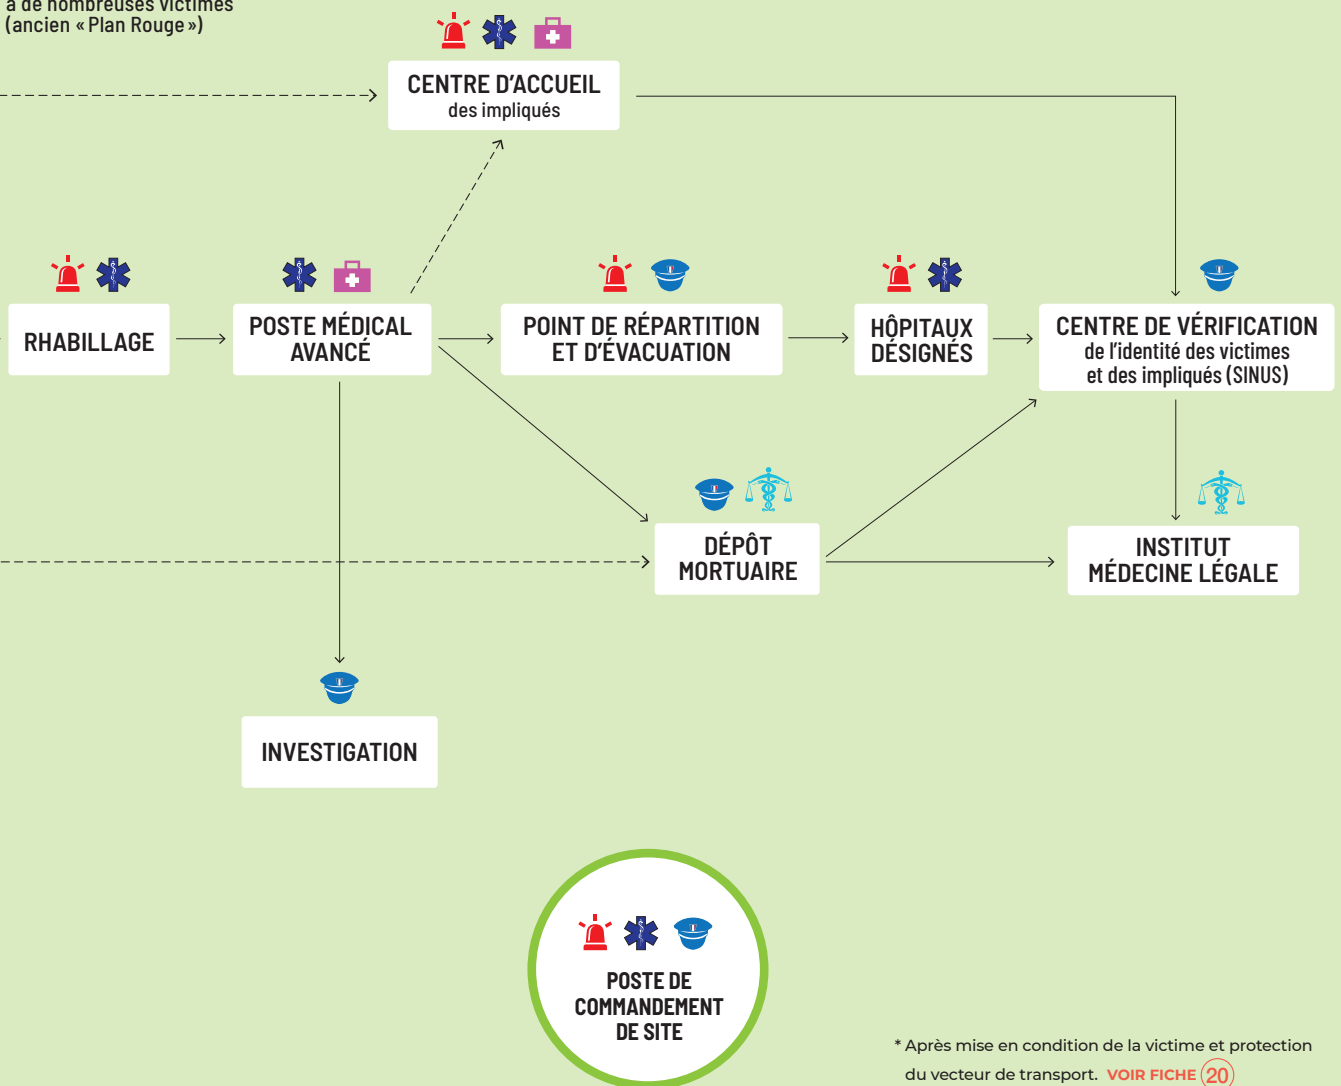 à de nombreuses victimes
(ancien « Plan Rouge »)
CENTRE D'ACCUEIL
des impliqués
RHABILLAGE
POSTE MÉDICAL
AVANCÉ
POINT DE RÉPARTITION
ET D'ÉVACUATION
HÔPITAUX
DÉSIGNÉS
CENTRE DE VÉRIFICATION
de l'identité des victimes
et des impliqués (SINUS)
DÉPÔT
MORTUAIRE
INSTITUT
MÉDECINE LÉGALE
INVESTIGATION
POSTE DE
COMMANDEMENT
DE SITE
* Après mise en condition de la victime et protection
du vecteur de transport. VOIR FICHE 20